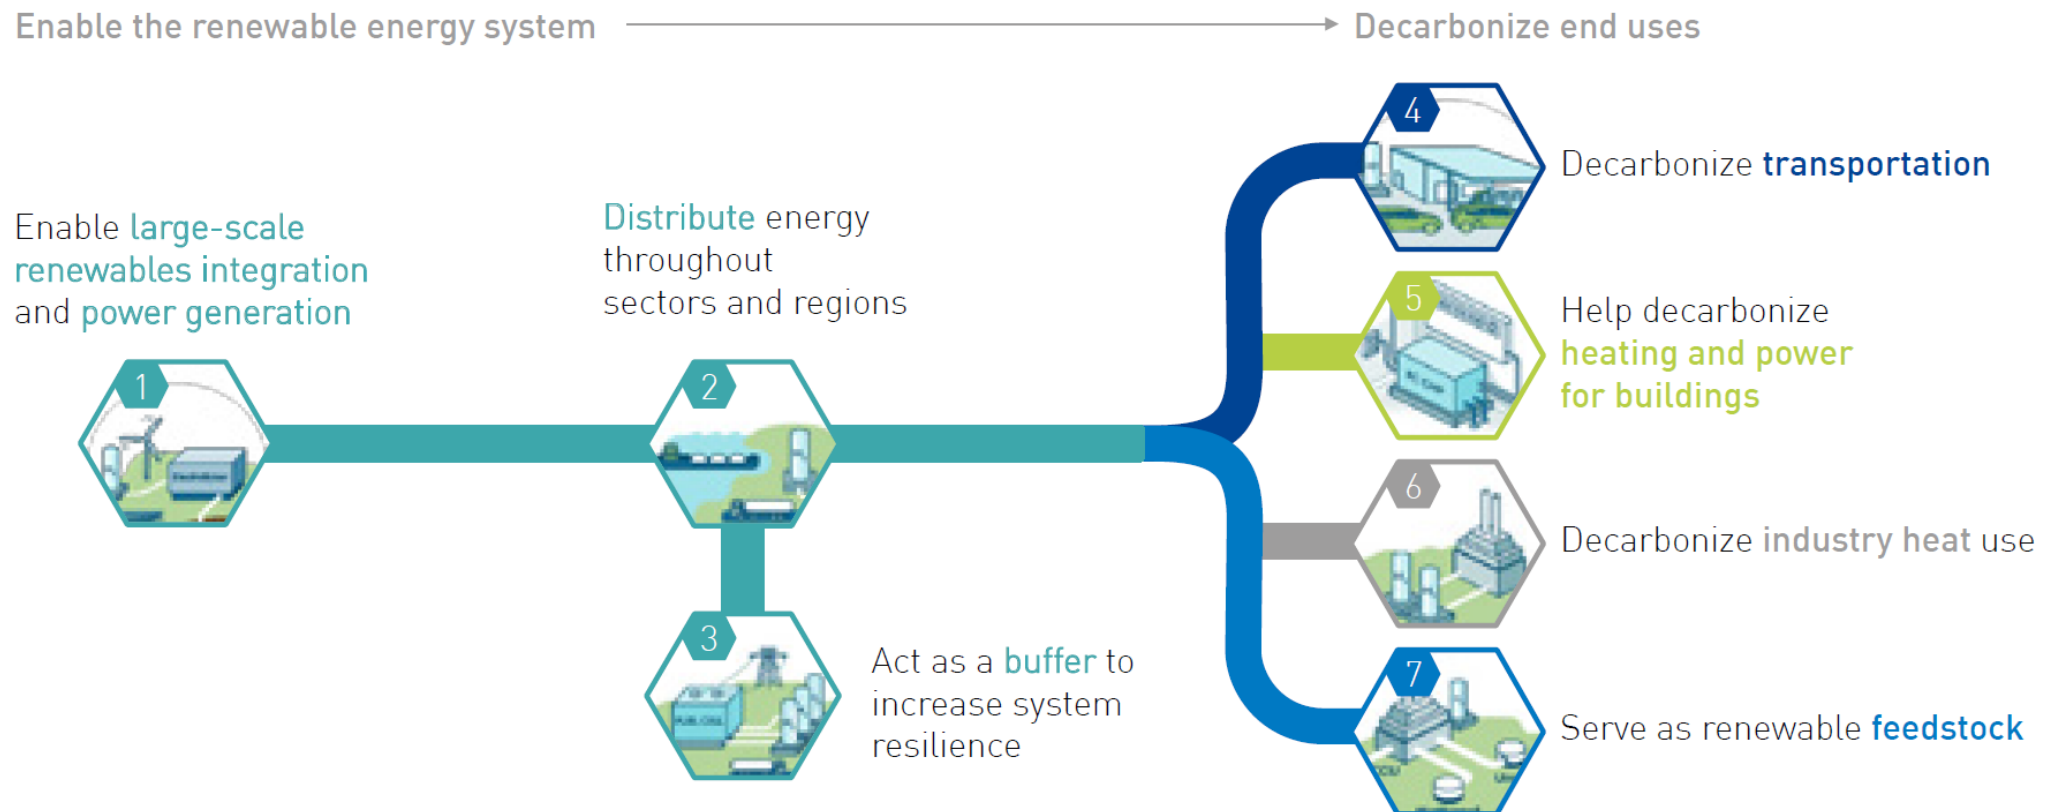 Enable the renewable energy system
Decarbonize end uses
Enable large-scale
renewables integration
and power generation
1
Distribute energy
throughout
sectors and regions
2
3
Act as a buffer to
increase system
resilience
4
Decarbonize transportation
5
Help decarbonize
heating and power
for buildings
6
Decarbonize industry heat use
7
Serve as renewable feedstock